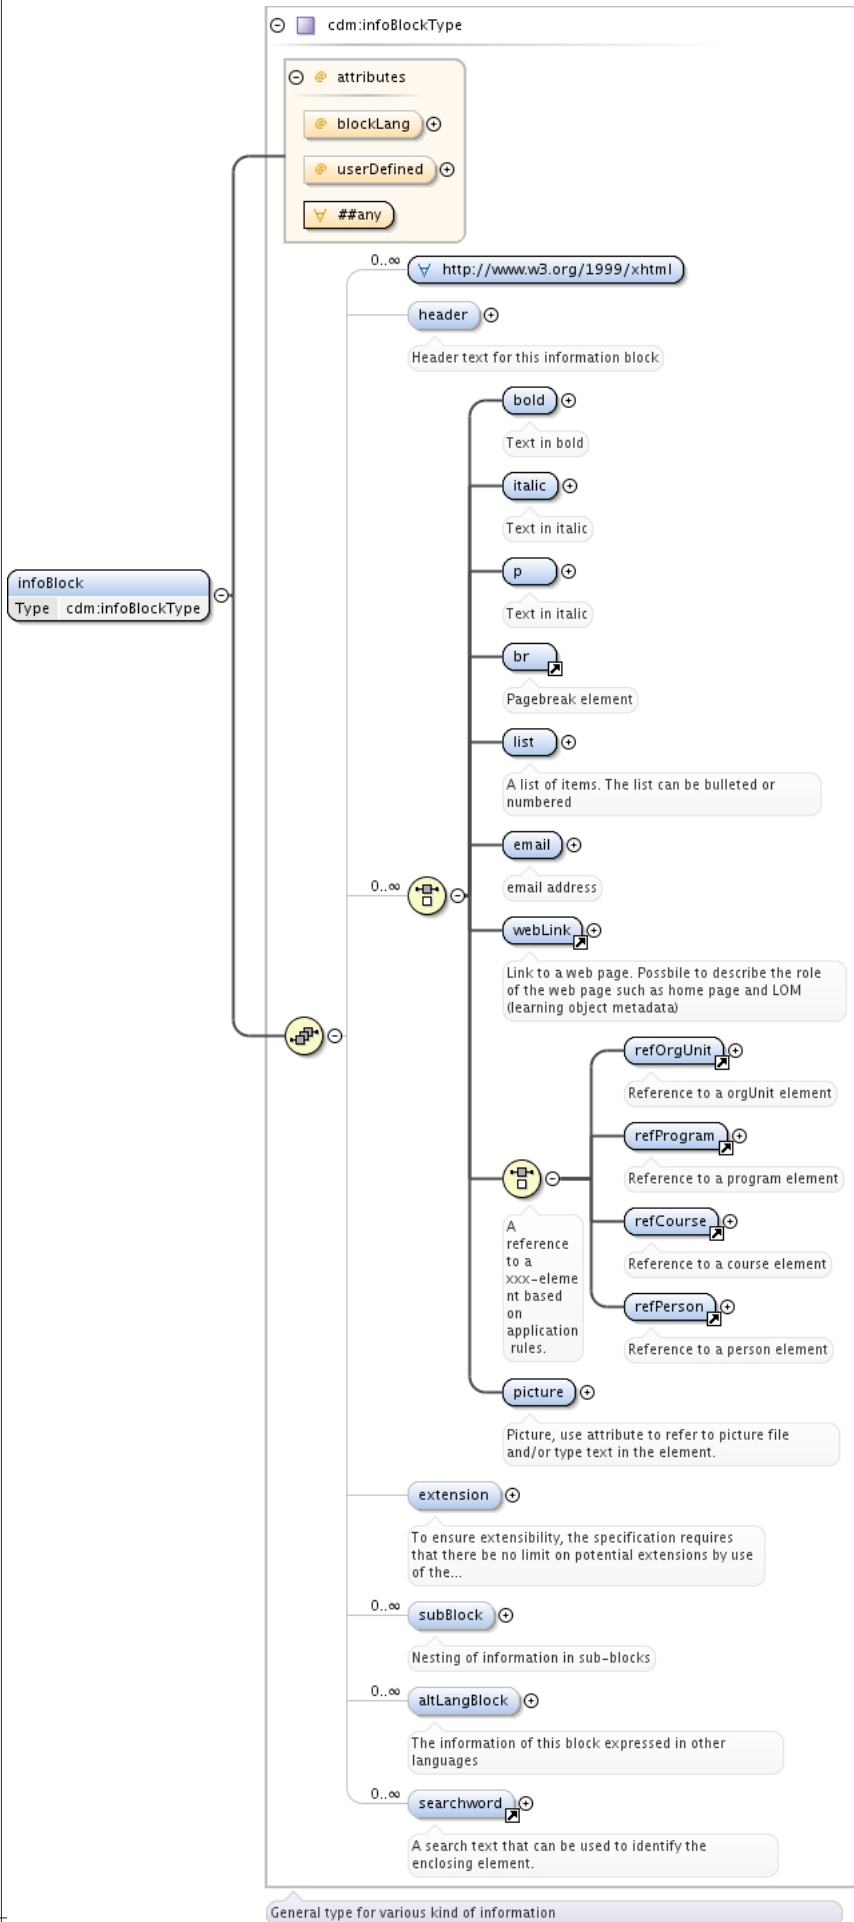 cdm:infoBlockType
@ attributes
@ blockLang
@ userDefined
∀ ##any
0..∞
∀ http://www.w3.org/1999/xhtml
header
Header text for this information block
bold
Text in bold
italic
Text in italic
infoBlock
Type cdm:infoBlockType
p
Text in italic
br
Pagebreak element
list
A list of items. The list can be bulleted or
numbered
email
0..∞
email address
webLink
Link to a web page. Possbile to describe the role
of the web page such as home page and LOM
(learning object metadata)
refOrgUnit
Reference to a orgUnit element
refProgram
Reference to a program element
A
reference
to a
xxx-eleme
nt based
on
application
rules.
refCourse
Reference to a course element
refPerson
Reference to a person element
picture
Picture, use attribute to refer to picture file
and/or type text in the element.
extension
To ensure extensibility, the specification requires
that there be no limit on potential extensions by use
of the...
0..∞
subBlock
Nesting of information in sub-blocks
0..∞
altLangBlock
The information of this block expressed in other
languages
0..∞
searchword
A search text that can be used to identify the
enclosing element.
General type for various kind of information